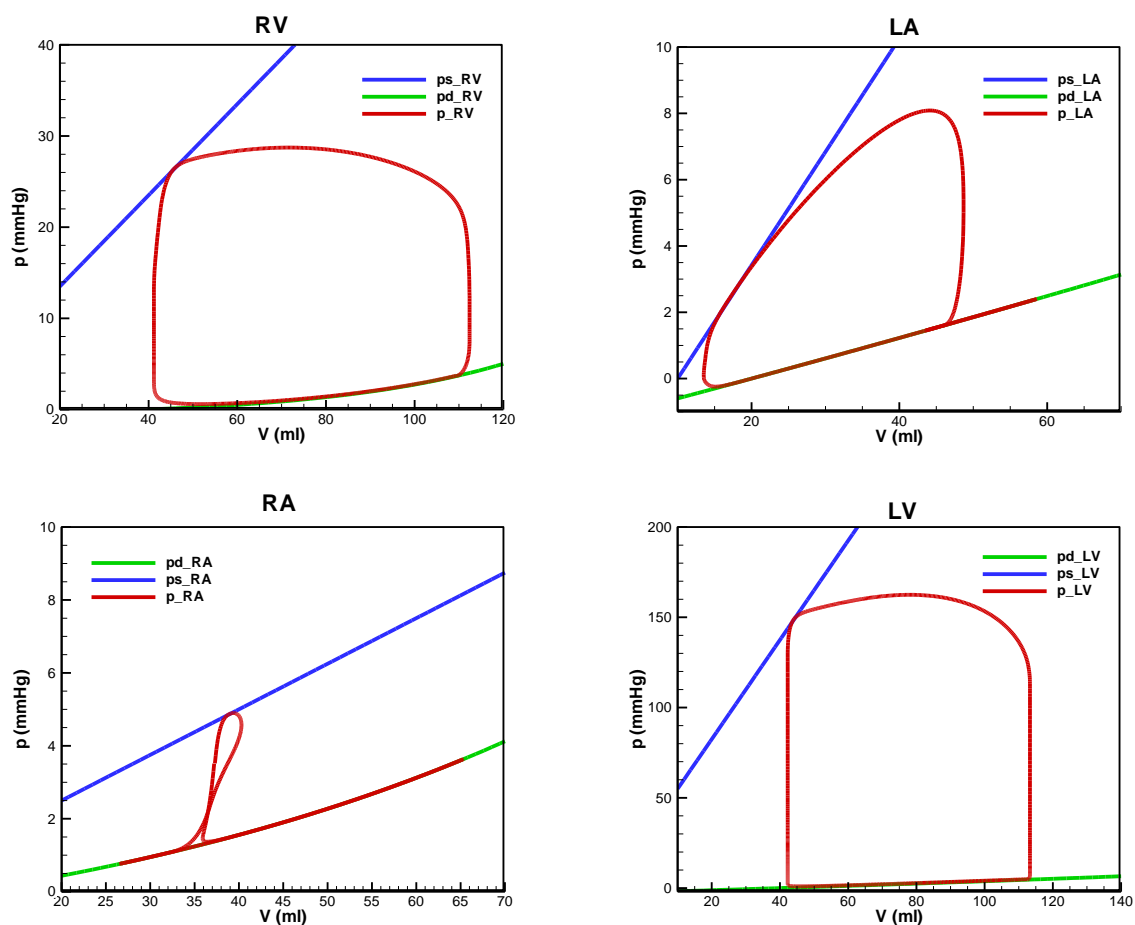 RV
40
30
20
10
0
p (mmHg)
ps_RV
pd_RV
p_RV
20 40 60 80 100 120
V (ml)
LA
10
8
6
4
2
0
p (mmHg)
ps_LA
pd_LA
p_LA
20 40 60
V (ml)
RA
10
8
6
4
2
0
p (mmHg)
pd_RA
ps_RA
p_RA
20 25 30 35 40 45 50 55 60 65 70
V (ml)
LV
200
150
100
50
0
p (mmHg)
pd_LV
ps_LV
p_LV
20 40 60 80 100 120 140
V (ml)